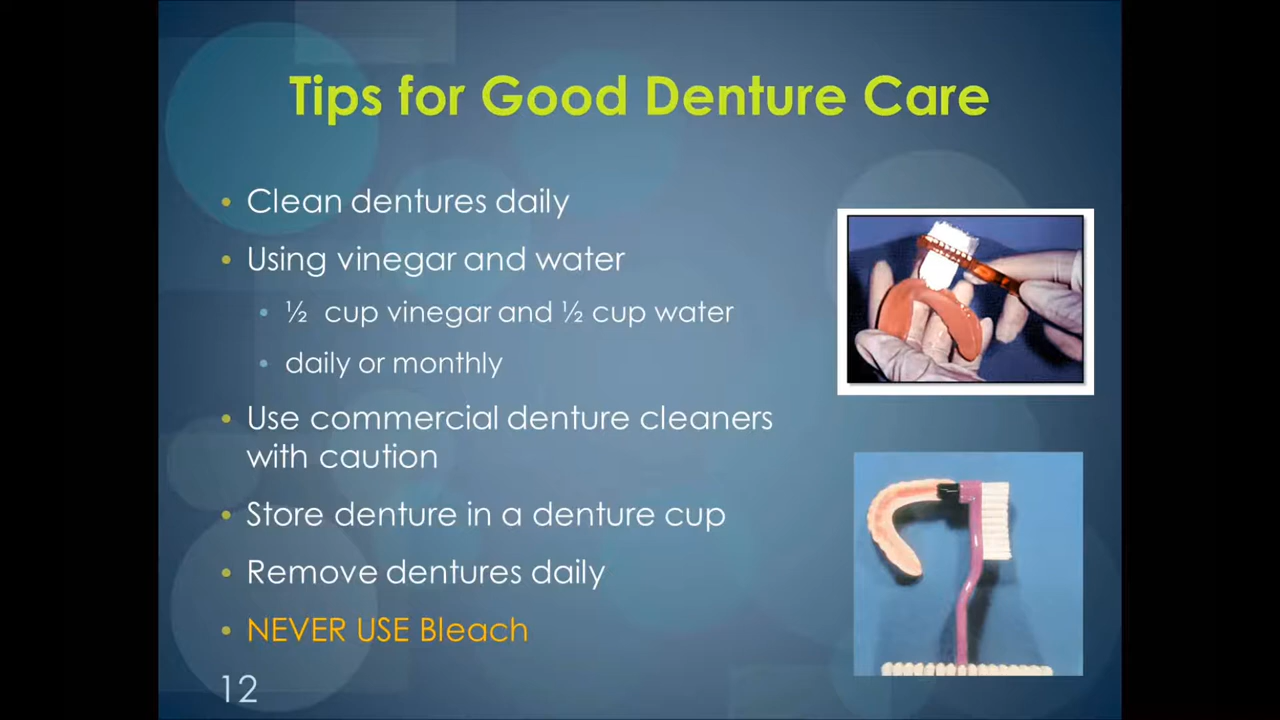 Tips for Good Denture Care
• Clean dentures daily
• Using vinegar and water
• ½ cup vinegar and ½ cup water
• daily or monthly
• Use commercial denture cleaners
with caution
• Store denture in a denture cup
• Remove dentures daily
• NEVER USE Bleach
12